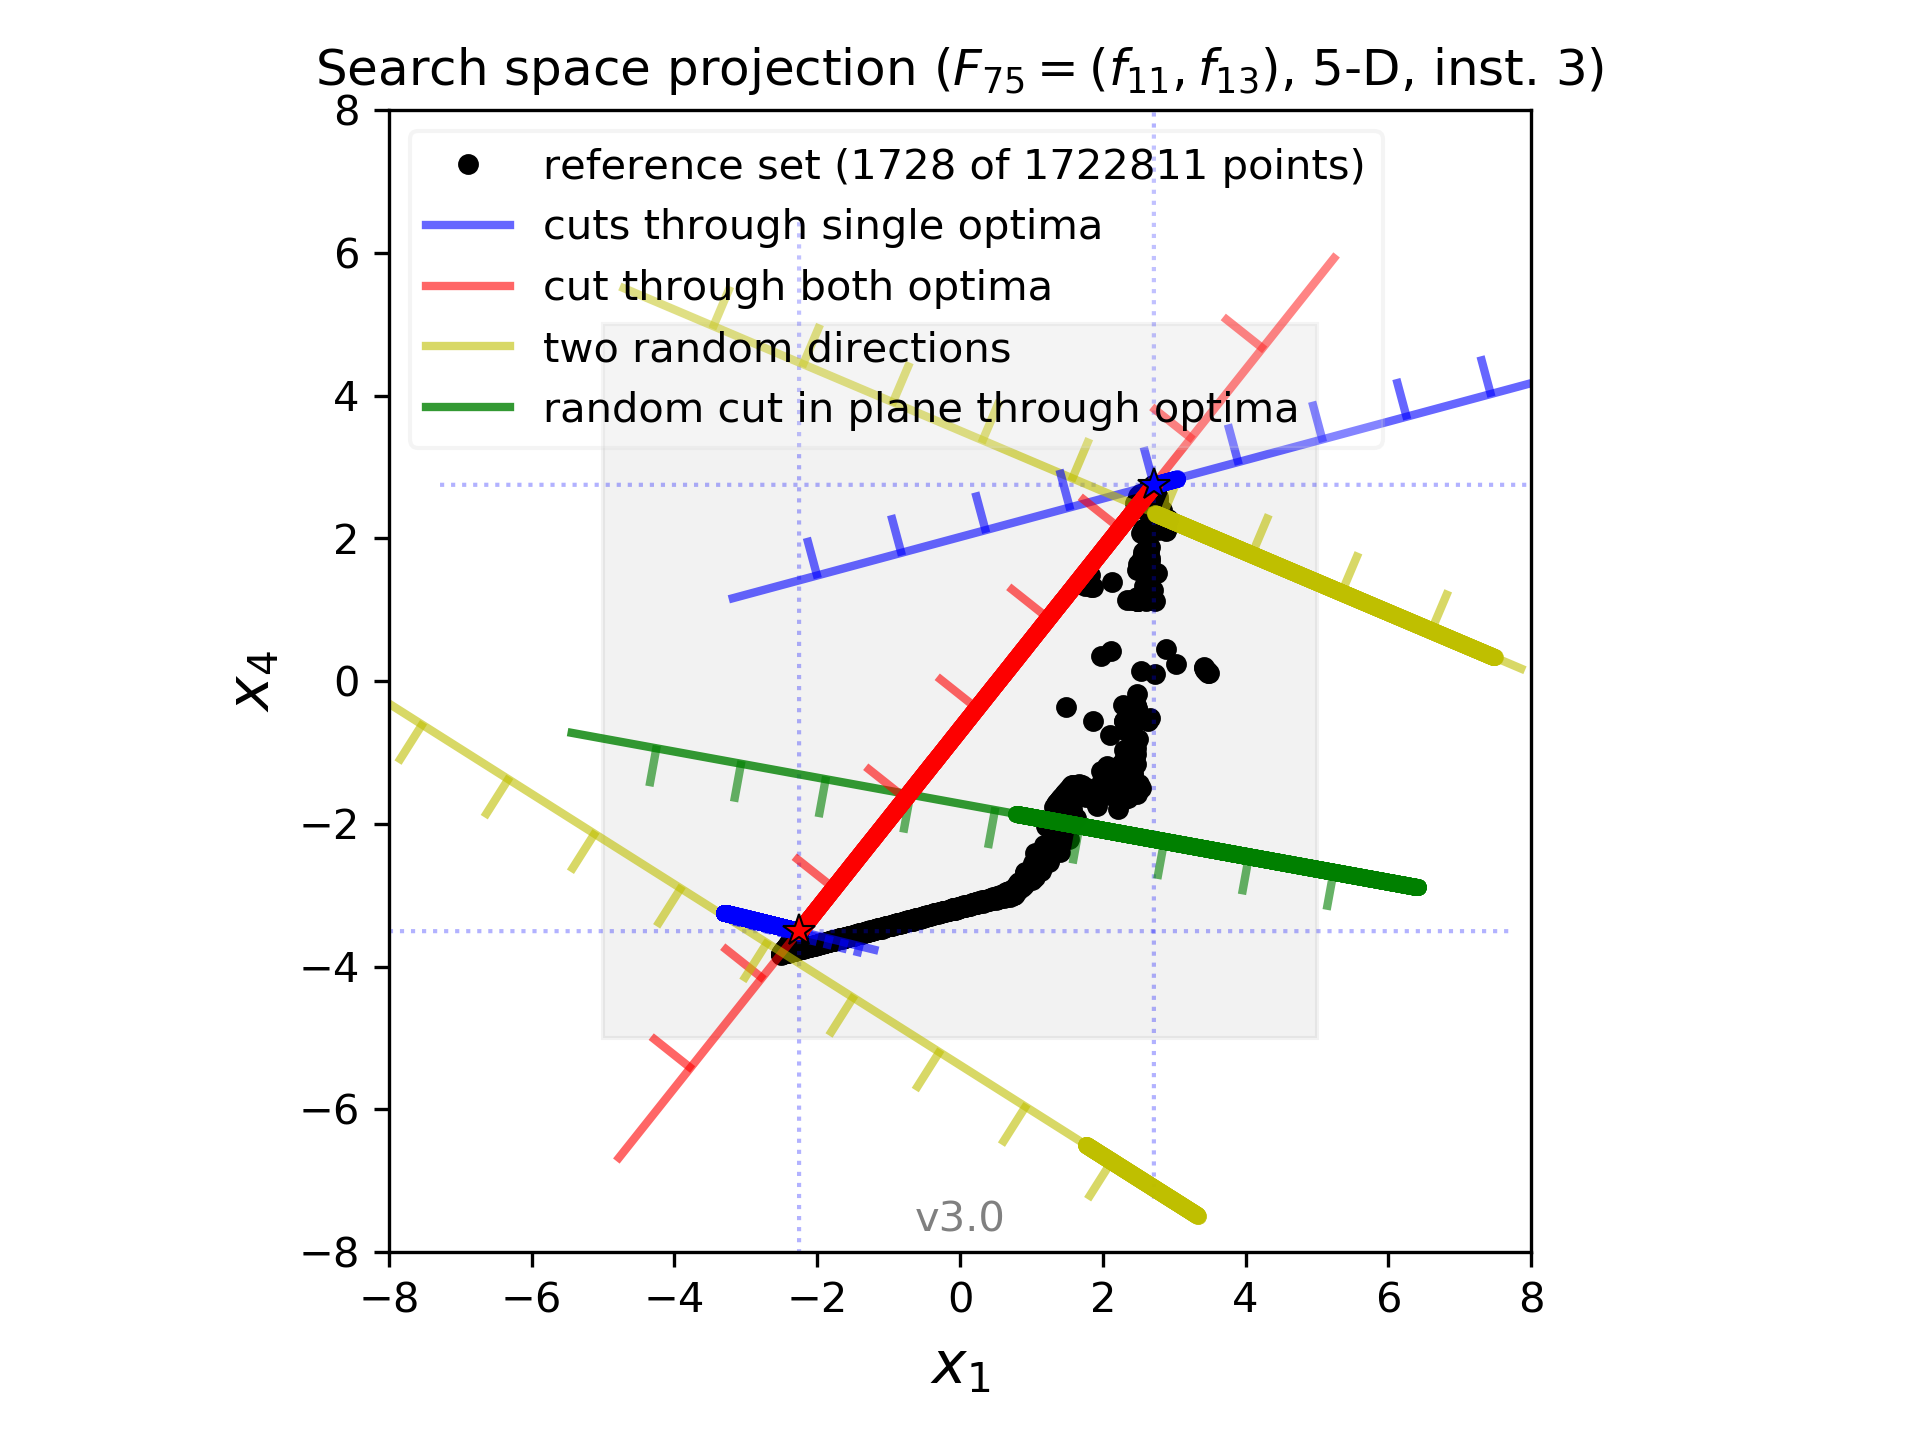 Search space projection (F75 = (f11, f13), 5-D, inst. 3)
reference set (1728 of 1722811 points)
cuts through single optima
cut through both optima
two random directions
random cut in plane through optima
8
6
4
2
0
−2
−4
−6
−8
x4
v3.0
−8 −6 −4 −2 0 2 4 6 8
x1